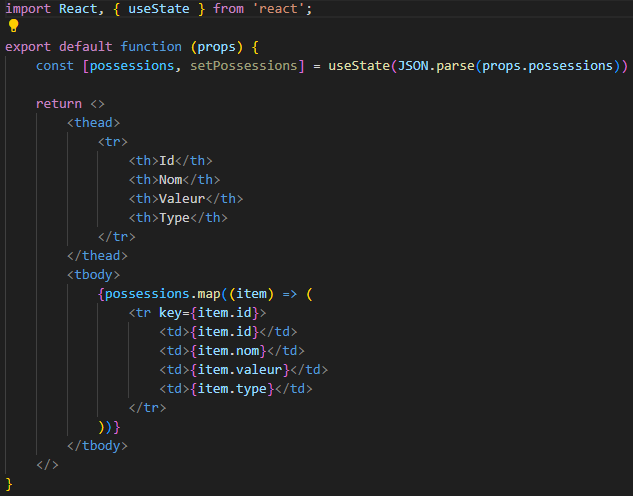 import React, { useState } from 'react';
export default function (props) {
    const [possessions, setPossessions] = useState(JSON.parse(props.possessions))
    return <>
        <thead>
            <tr>
                <th>Id</th>
                <th>Nom</th>
                <th>Valeur</th>
                <th>Type</th>
            </tr>
        </thead>
        <tbody>
            {possessions.map((item) => (
                <tr key={item.id}>
                    <td>{item.id}</td>
                    <td>{item.nom}</td>
                    <td>{item.valeur}</td>
                    <td>{item.type}</td>
                </tr>
            ))}
        </tbody>
    </>
}